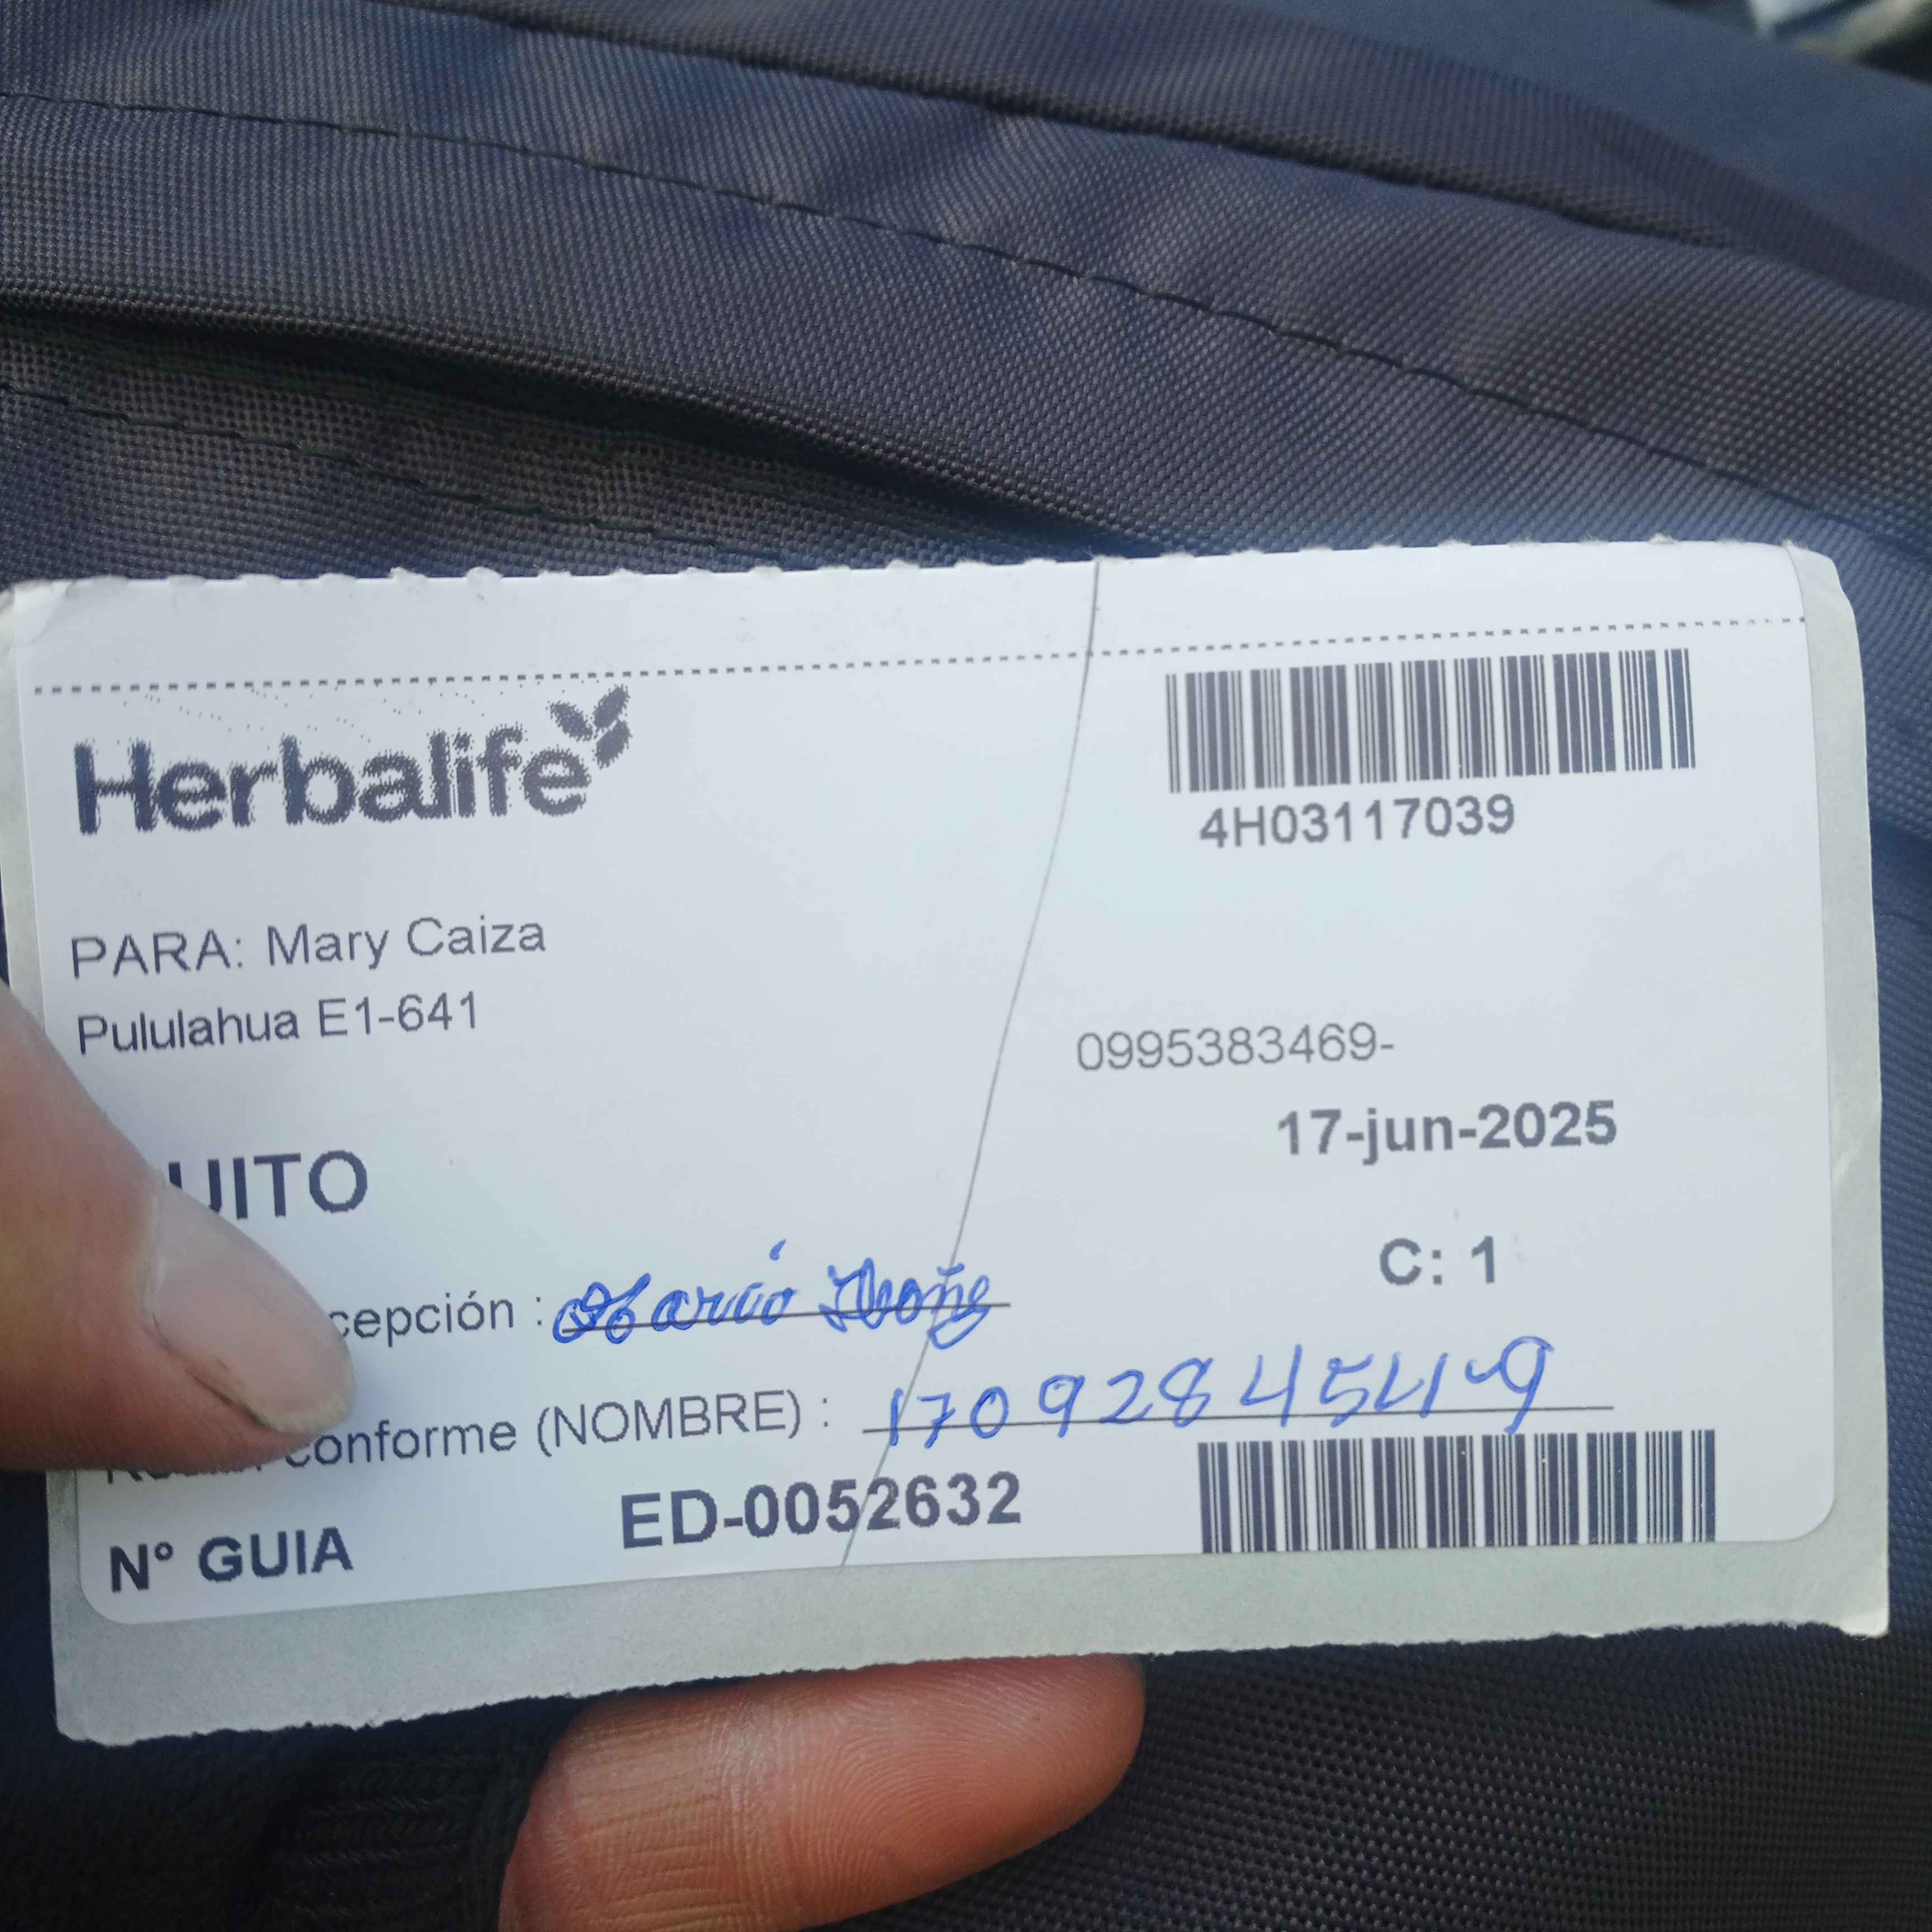 Herbalife
4H03117039
PARA: Mary Caiza
Pululahua E1-641
0995383469-
17-jun-2025
UITO
C: 1
cepción :
conforme (NOMBRE) : 1709284549
N° GUIA ED-0052632